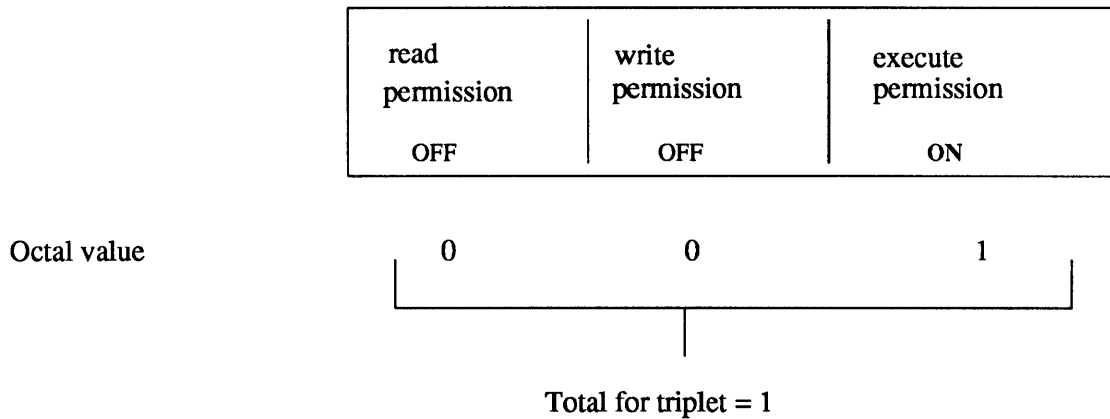 read permission
write permission
execute permission
OFF
OFF
ON
Octal value
0
0
1
Total for triplet = 1